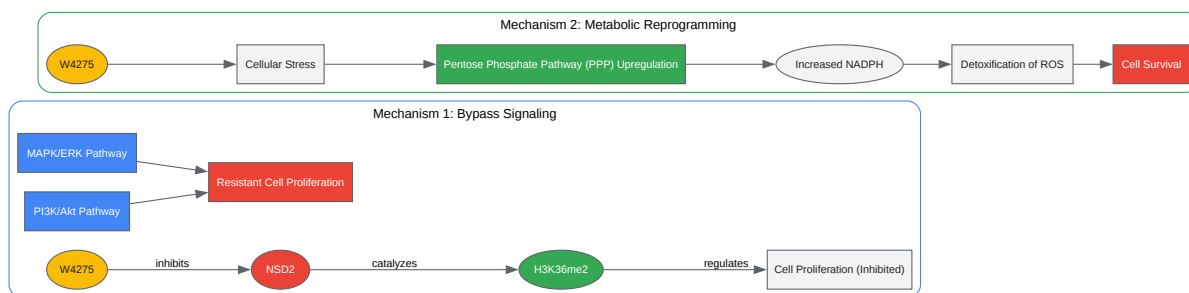 Mechanism 2: Metabolic Reprogramming
W4275
Cellular Stress
Pentose Phosphate Pathway (PPP) Upregulation
Increased NADPH
Detoxification of ROS
Cell Survival
Mechanism 1: Bypass Signaling
MAPK/ERK Pathway
Resistant Cell Proliferation
PI3K/Akt Pathway
W4275
inhibits
NSD2
catalyzes
H3K36me2
regulates
Cell Proliferation (Inhibited)